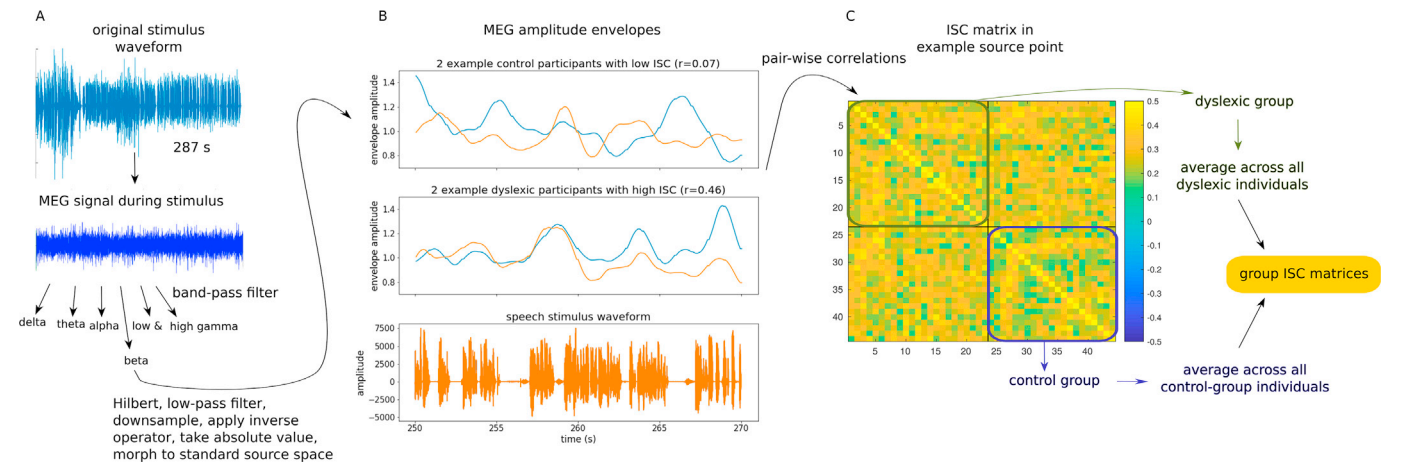 A
original stimulus
waveform
287 s
MEG signal during stimulus
band-pass filter
delta
theta
alpha
low &
high gamma
beta
Hilbert, low-pass filter,
downsample, apply inverse
operator, take absolute value,
morph to standard source space
B
MEG amplitude envelopes
2 example control participants with low ISC (r=0.07)
envelope amplitude
1.4
1.2
1.0
0.8
2 example dyslexic participants with high ISC (r=0.46)
envelope amplitude
1.4
1.2
1.0
0.8
speech stimulus waveform
amplitude
7500
5000
2500
0
−2500
−5000
250
255
260
265
270
time (s)
pair-wise correlations
C
ISC matrix in
example source point
5
10
15
20
25
30
35
40
5
10
15
20
25
30
35
40
0.5
0.4
0.3
0.2
0.1
0
-0.1
-0.2
-0.3
-0.4
-0.5
dyslexic group
average across all
dyslexic individuals
group ISC matrices
control group
average across all
control-group individuals